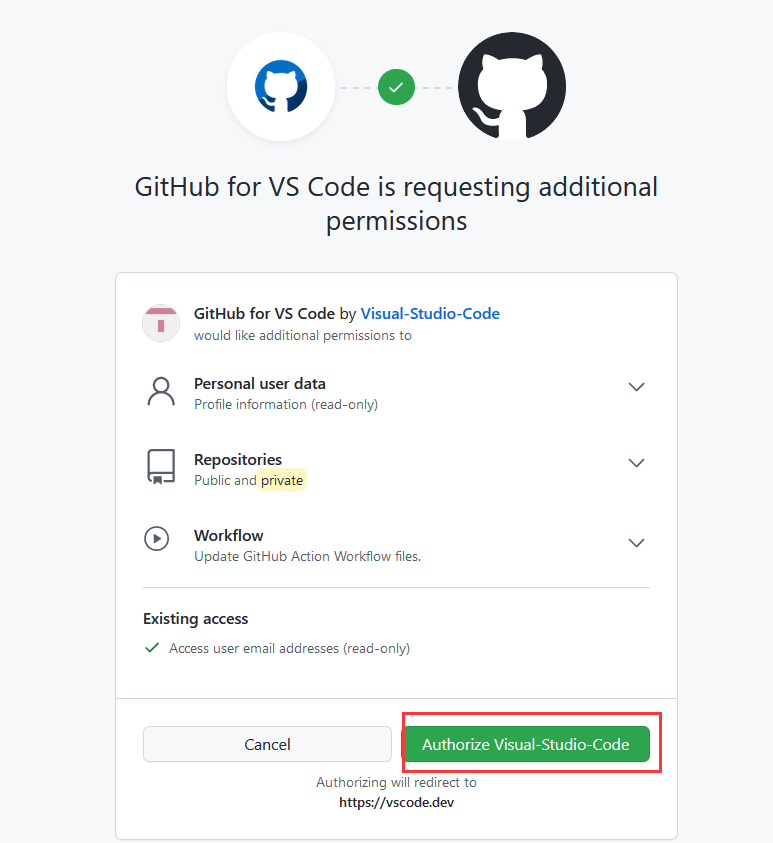 GitHub for VS Code is requesting additional
permissions
GitHub for VS Code by Visual-Studio-Code
would like additional permissions to
Personal user data
Profile information (read-only)
Repositories
Public and private
Workflow
Update GitHub Action Workflow files.
Existing access
Access user email addresses (read-only)
Cancel
Authorize Visual-Studio-Code
Authorizing will redirect to
https://vscode.dev